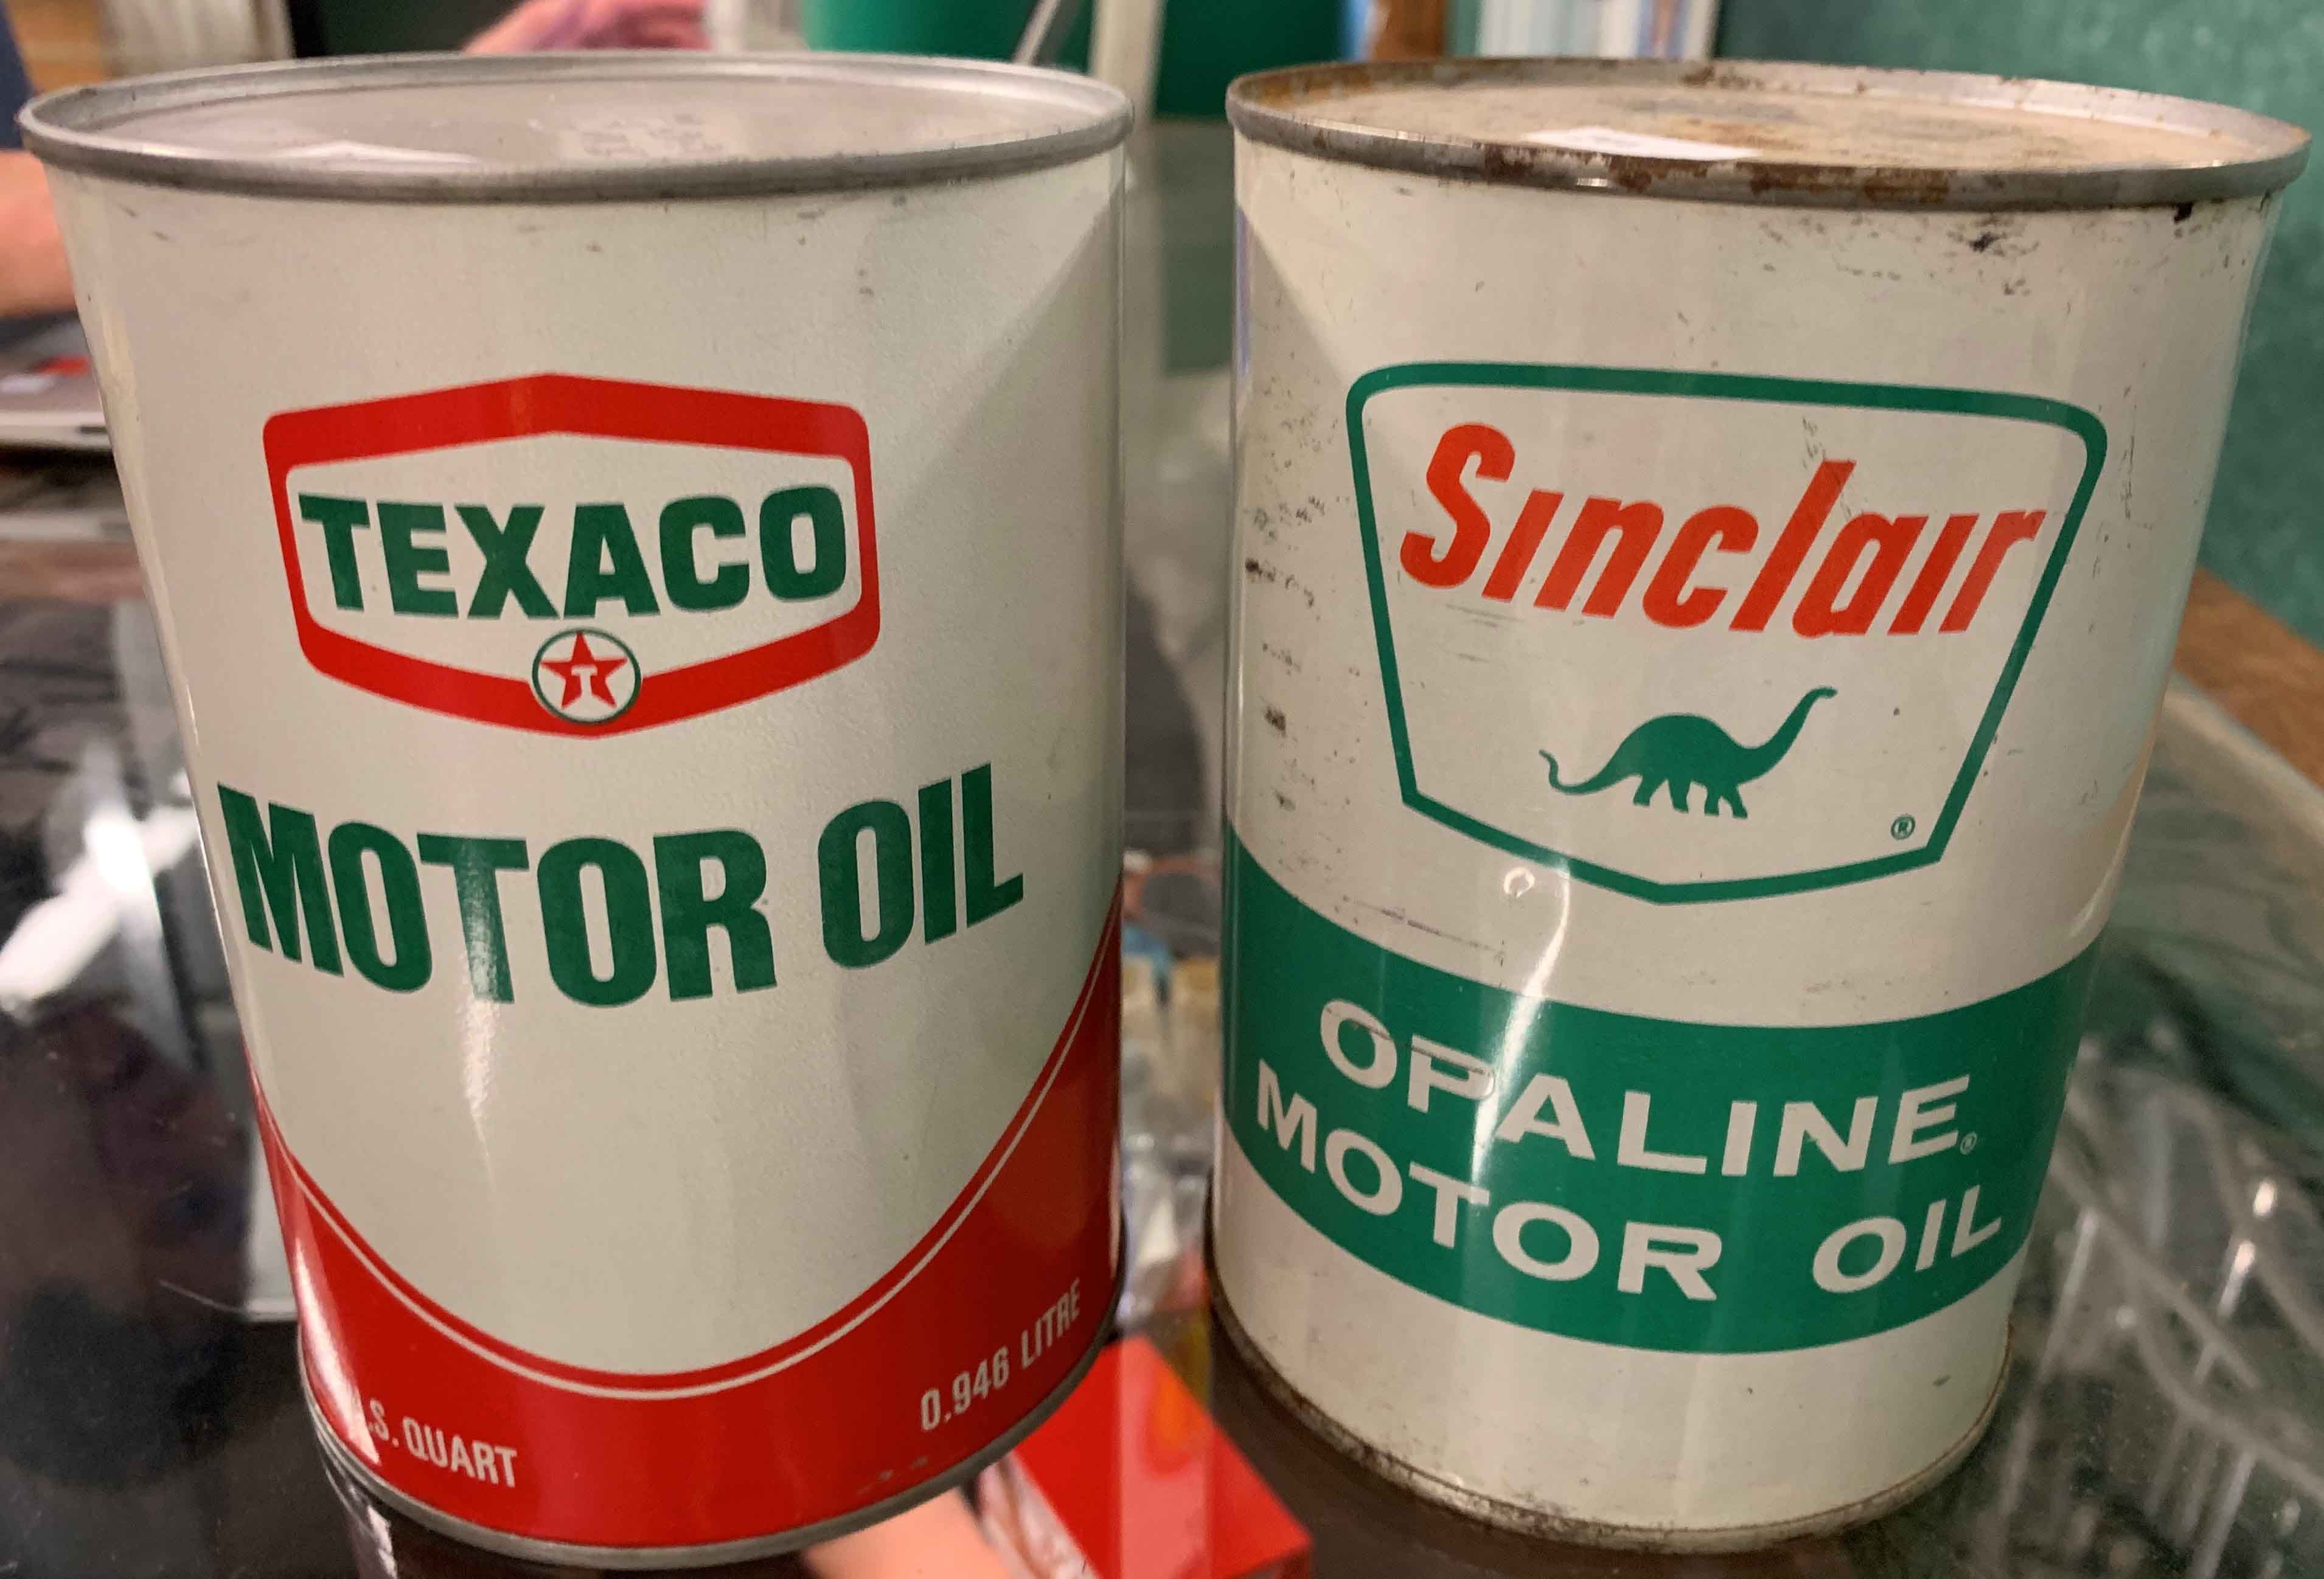 TEXACO
T
MOTOR OIL
.S. QUART
0.946 LITRE
Sinclair
®
OPALINE®
MOTOR OIL